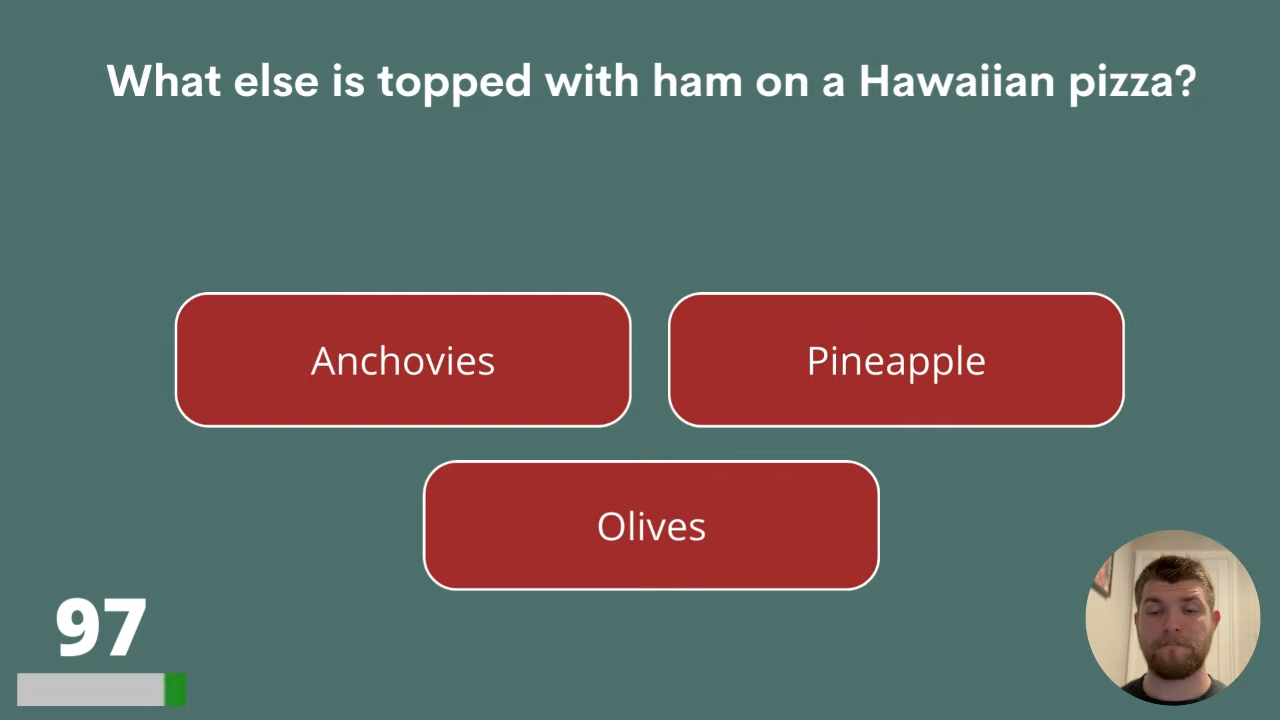 What else is topped with ham on a Hawaiian pizza?
Anchovies
Pineapple
Olives
97